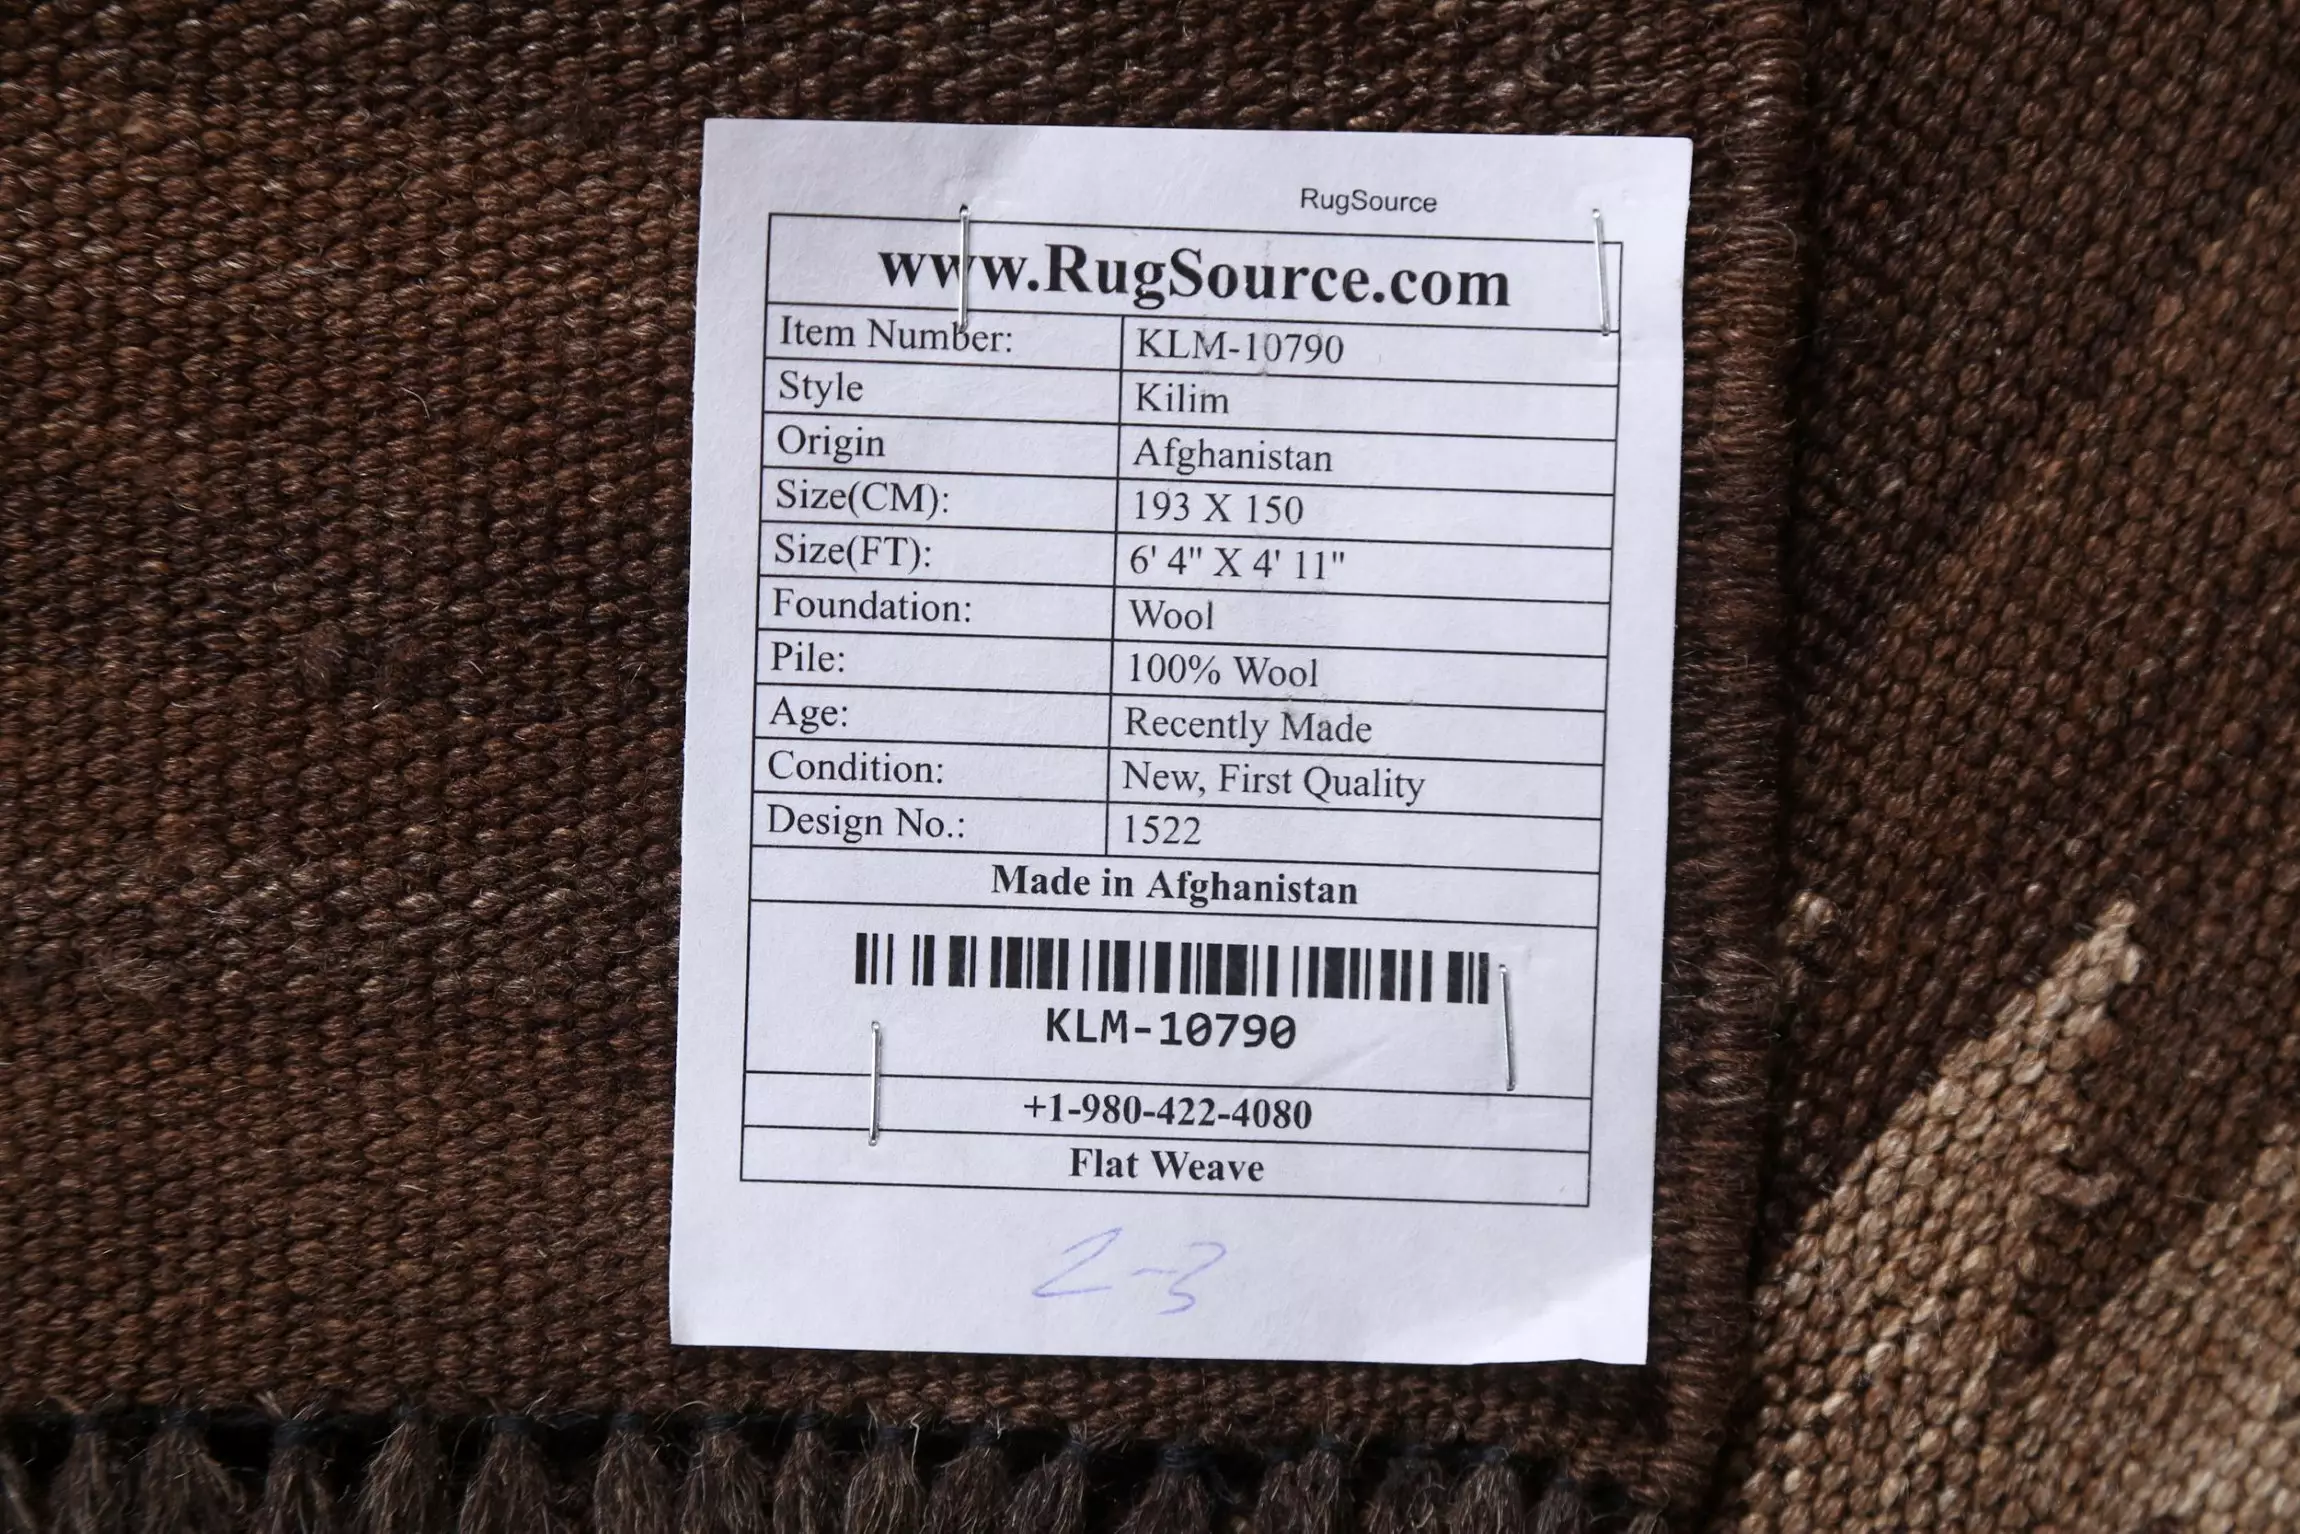 RugSource
www.RugSource.com
Item Number: KLM-10790
Style Kilim
Origin Afghanistan
Size(CM): 193 X 150
Size(FT): 6' 4" X 4' 11"
Foundation: Wool
Pile: 100% Wool
Age: Recently Made
Condition: New, First Quality
Design No.: 1522
Made in Afghanistan
KLM-10790
+1-980-422-4080
Flat Weave
2-3